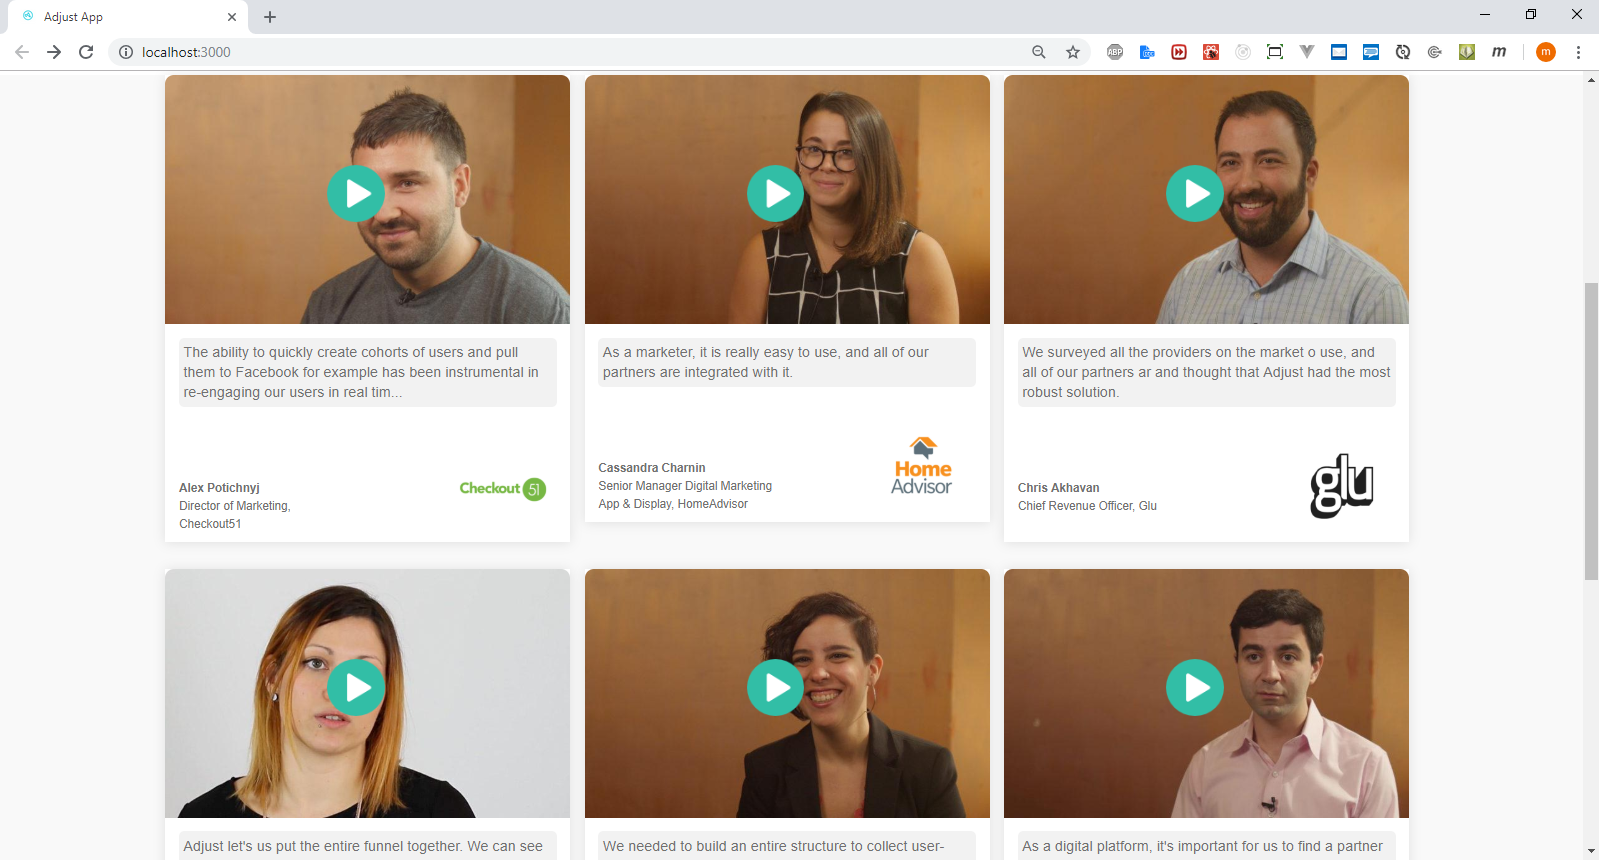 Adjust App
localhost:3000
ABP
m
m
The ability to quickly create cohorts of users and pull
them to Facebook for example has been instrumental in
re-engaging our users in real tim...
Alex Potichnyj
Director of Marketing,
Checkout51
Checkout 51
As a marketer, it is really easy to use, and all of our
partners are integrated with it.
Cassandra Charnin
Senior Manager Digital Marketing
App & Display, HomeAdvisor
Home
Advisor
We surveyed all the providers on the market o use, and
all of our partners ar and thought that Adjust had the most
robust solution.
Chris Akhavan
Chief Revenue Officer, Glu
glu
Adjust let's us put the entire funnel together. We can see
We needed to build an entire structure to collect user-
As a digital platform, it's important for us to find a partner